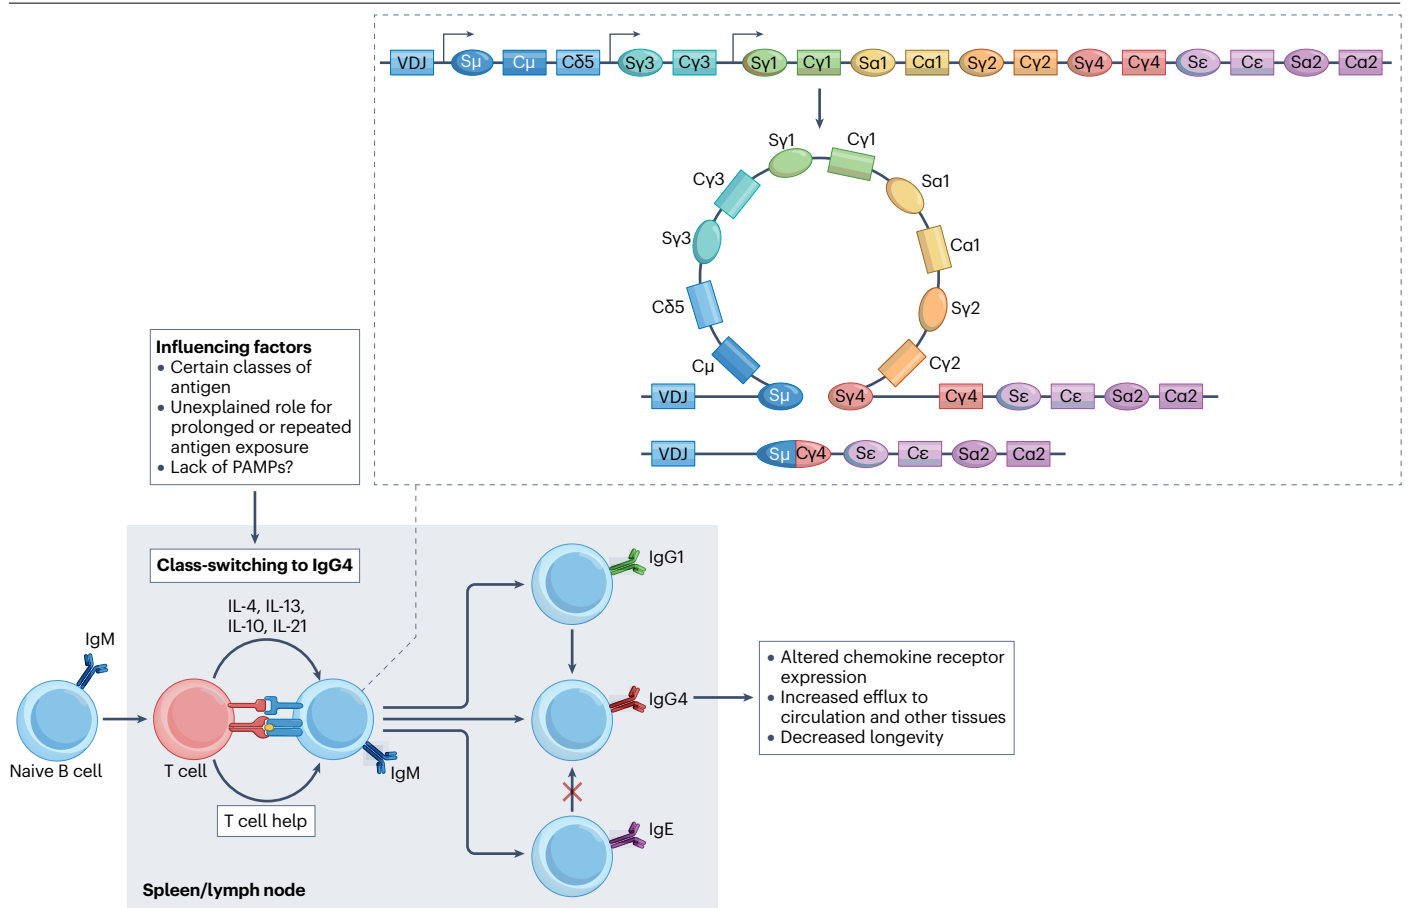 VDJ Sμ Cμ Cδ5 Sγ3 Cγ3 Sγ1 Cγ1 Sα1 Cα1 Sγ2 Cγ2 Sγ4 Cγ4 Sε Cε Sα2 Cα2
Sγ1 Cγ1
Cγ3 Sα1
Sγ3 Cα1
Cδ5 Sγ2
Cμ Cγ2
VDJ Sμ Sγ4 Cγ4 Sε Cε Sα2 Cα2
VDJ Sμ Cγ4 Sε Cε Sα2 Cα2
Influencing factors
• Certain classes of
antigen
• Unexplained role for
prolonged or repeated
antigen exposure
• Lack of PAMPs?
Class-switching to IgG4
IL-4, IL-13,
IL-10, IL-21
IgM
Naive B cell
T cell
IgM
T cell help
IgG1
IgG4
IgE
• Altered chemokine receptor
expression
• Increased efflux to
circulation and other tissues
• Decreased longevity
Spleen/lymph node